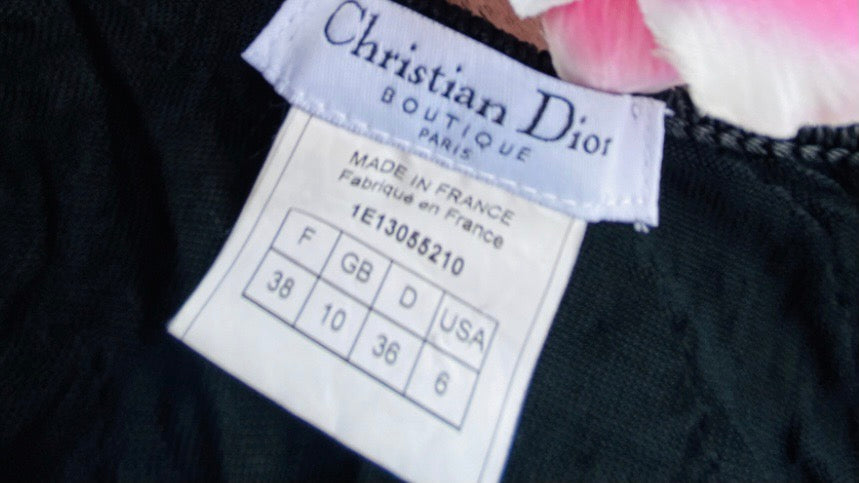 Christian Dior
BOUTIQUE
PARIS
MADE IN FRANCE
Fabriqué en France
1E13055210
F GB D USA
38 10 36 6